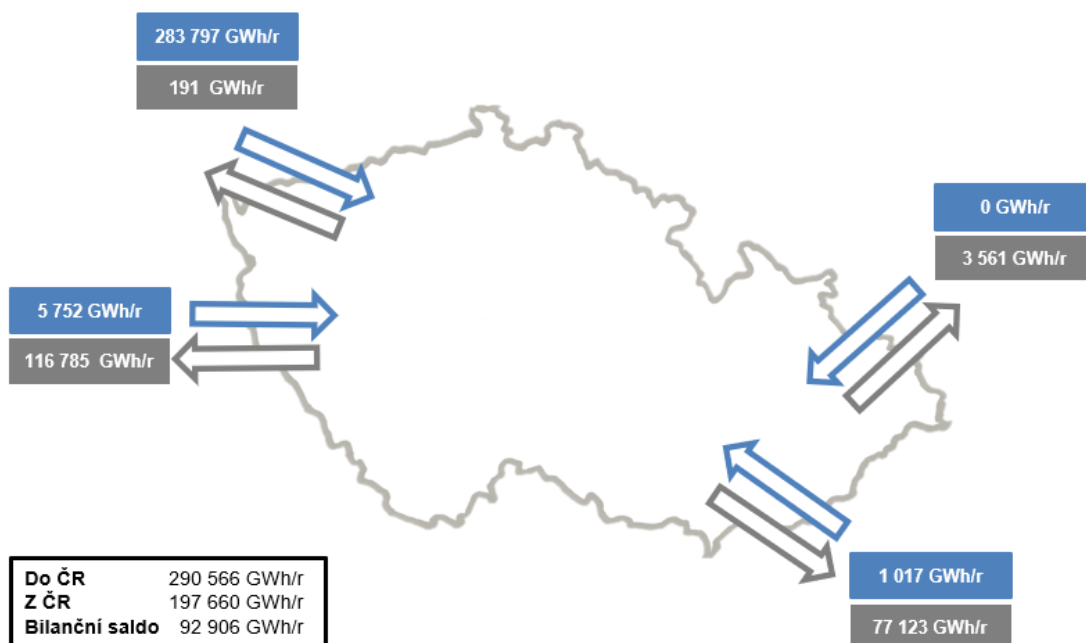 283 797 GWh/r
191 GWh/r
0 GWh/r
3 561 GWh/r
5 752 GWh/r
116 785 GWh/r
1 017 GWh/r
77 123 GWh/r
Do ČR 290 566 GWh/r
Z ČR 197 660 GWh/r
Bilanční saldo 92 906 GWh/r